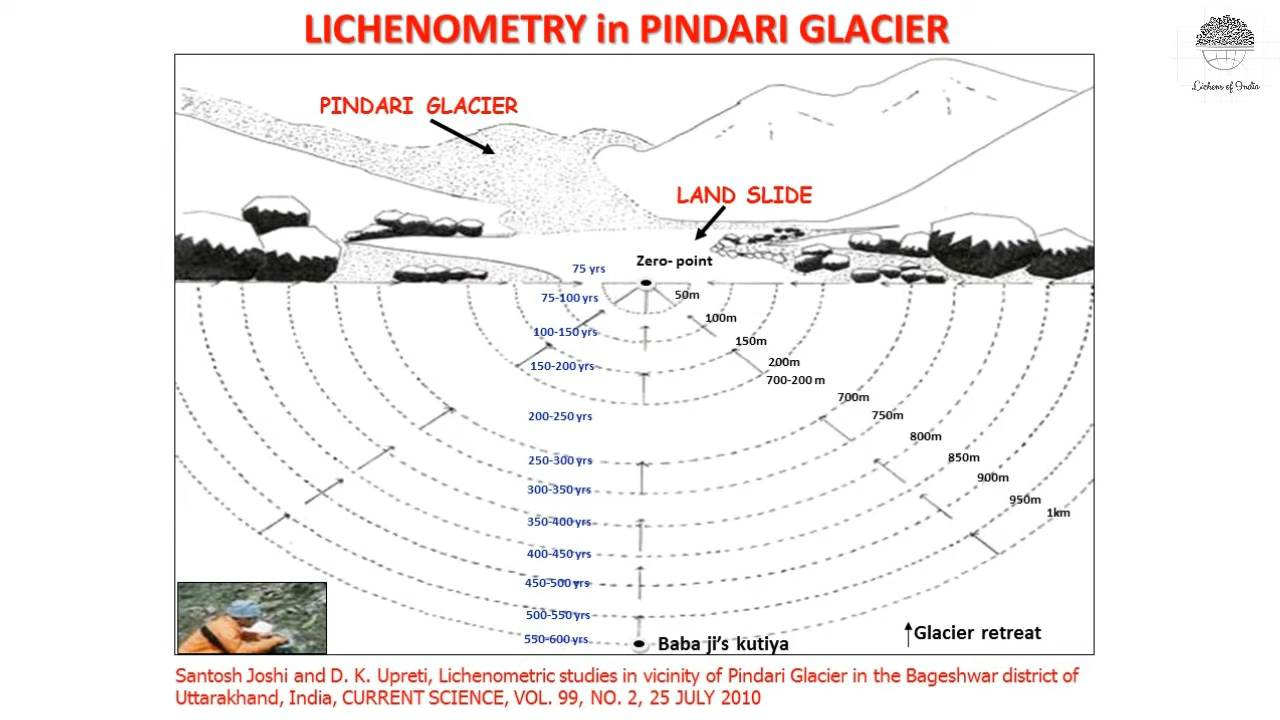 LICHENOMETRY in PINDARI GLACIER
Lichens of India
PINDARI GLACIER
LAND SLIDE
Zero- point
75 yrs
75-100 yrs
50m
100m
100-150 yrs
150m
150-200 yrs
200m
700-200 m
700m
200-250 yrs
750m
800m
250-300 yrs
850m
900m
300-350 yrs
950m
1km
350-400 yrs
400-450 yrs
450-500 yrs
500-550 yrs
550-600 yrs
Baba ji's kutiya
Glacier retreat
Santosh Joshi and D. K. Upreti, Lichenometric studies in vicinity of Pindari Glacier in the Bageshwar district of
Uttarakhand, India, CURRENT SCIENCE, VOL. 99, NO. 2, 25 JULY 2010